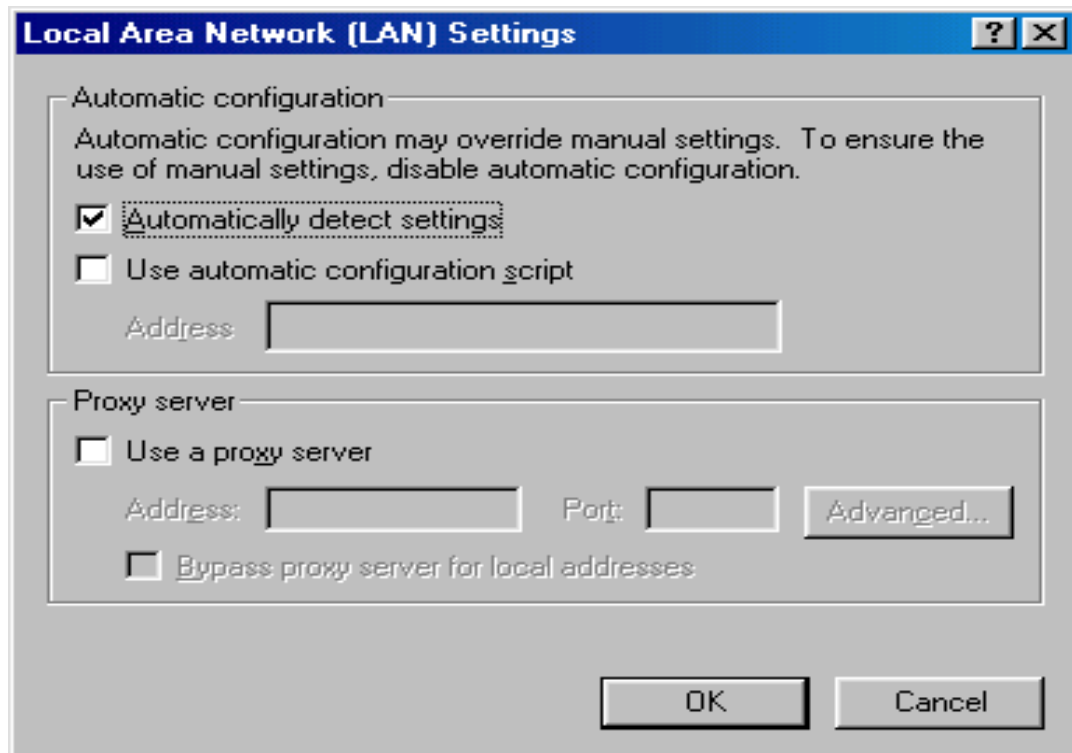 Local Area Network (LAN) Settings
Automatic configuration
Automatic configuration may override manual settings. To ensure the
use of manual settings, disable automatic configuration.
Automatically detect settings
Use automatic configuration script
Address
Proxy server
Use a proxy server
Address: Port: Advanced...
Bypass proxy server for local addresses
OK Cancel